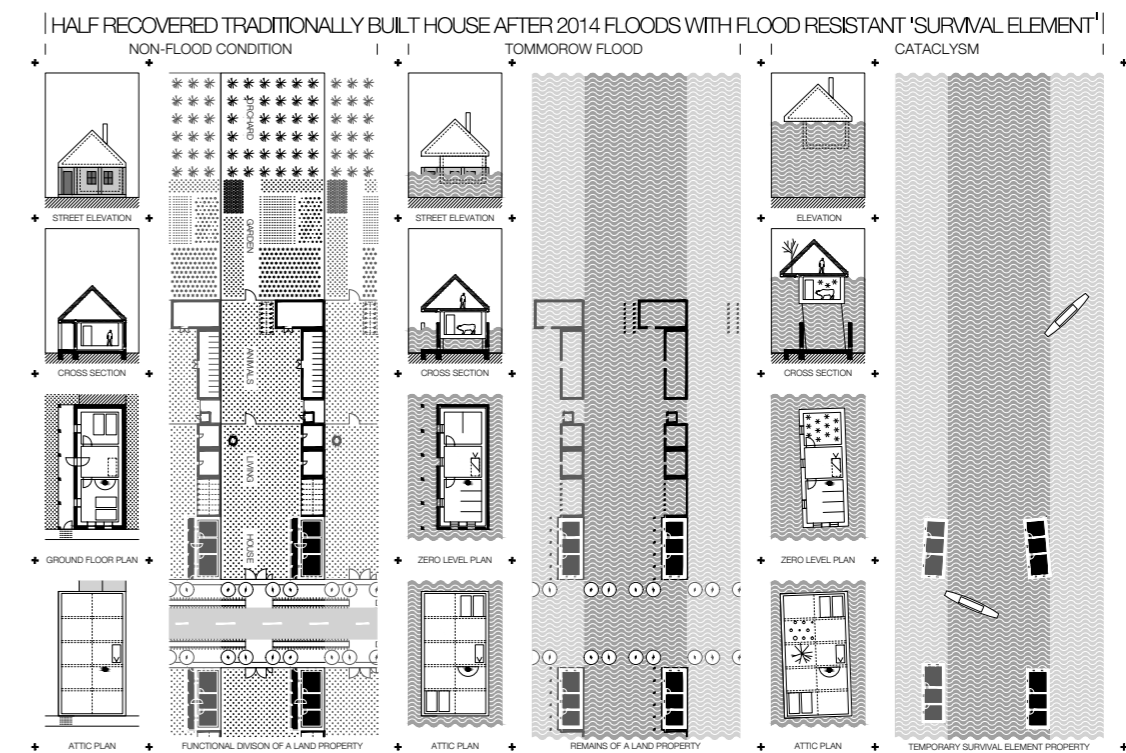 HALF RECOVERED TRADITIONALLY BUILT HOUSE AFTER 2014 FLOODS WITH FLOOD RESISTANT 'SURVIVAL ELEMENT'
NON-FLOOD CONDITION
STREET ELEVATION
CROSS SECTION
GROUND FLOOR PLAN
ATTIC PLAN
ORCHARD
GARDEN
ANIMALS
LIVING
HOUSE
FUNCTIONAL DIVISON OF A LAND PROPERTY
TOMMOROW FLOOD
STREET ELEVATION
CROSS SECTION
ZERO LEVEL PLAN
ATTIC PLAN
REMAINS OF A LAND PROPERTY
CATACLYSM
ELEVATION
CROSS SECTION
ZERO LEVEL PLAN
ATTIC PLAN
TEMPORARY SURVIVAL ELEMENT PROPERTY